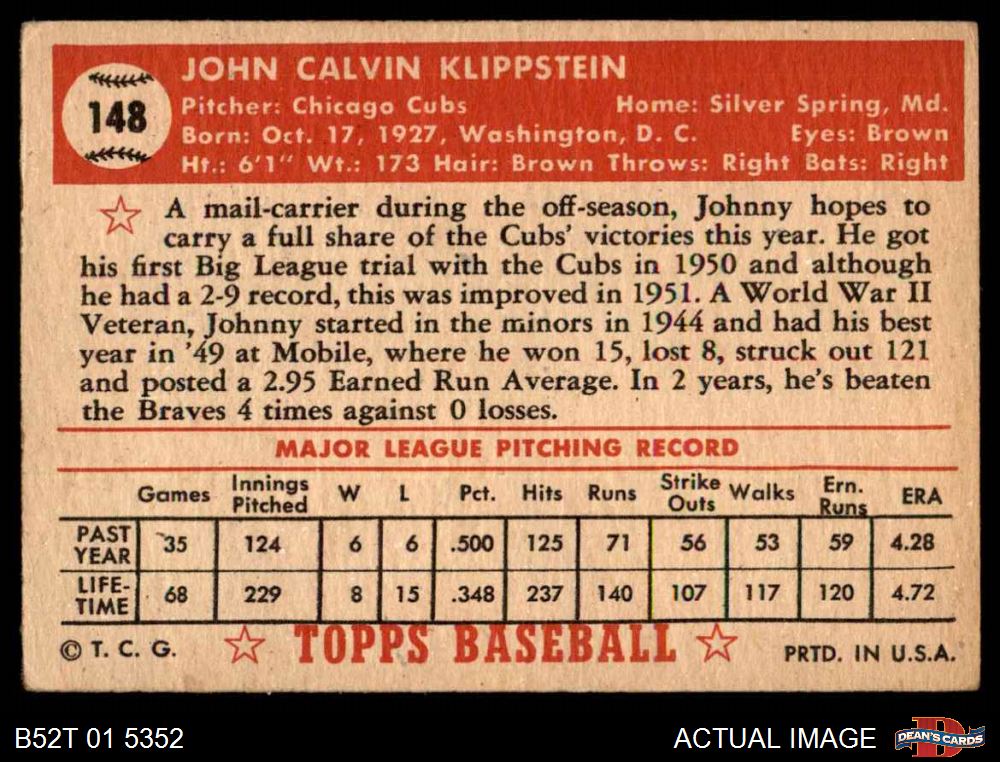 148
JOHN CALVIN KLIPPSTEIN
Pitcher: Chicago Cubs Home: Silver Spring, Md.
Born: Oct. 17, 1927, Washington, D. C. Eyes: Brown
Ht.: 6'1" Wt.: 173 Hair: Brown Throws: Right Bats: Right
A mail-carrier during the off-season, Johnny hopes to
carry a full share of the Cubs' victories this year. He got
his first Big League trial with the Cubs in 1950 and although
he had a 2-9 record, this was improved in 1951. A World War II
Veteran, Johnny started in the minors in 1944 and had his best
year in '49 at Mobile, where he won 15, lost 8, struck out 121
and posted a 2.95 Earned Run Average. In 2 years, he's beaten
the Braves 4 times against 0 losses.
MAJOR LEAGUE PITCHING RECORD
Games Innings Pitched W L Pct. Hits Runs Strike Outs Walks Ern. Runs ERA
PAST YEAR 35 124 6 6 .500 125 71 56 53 59 4.28
LIFE-TIME 68 229 8 15 .348 237 140 107 117 120 4.72
© T. C. G. TOPPS BASEBALL PRTD. IN U.S.A.
B52T 01 5352 ACTUAL IMAGE DEAN'S CARDS